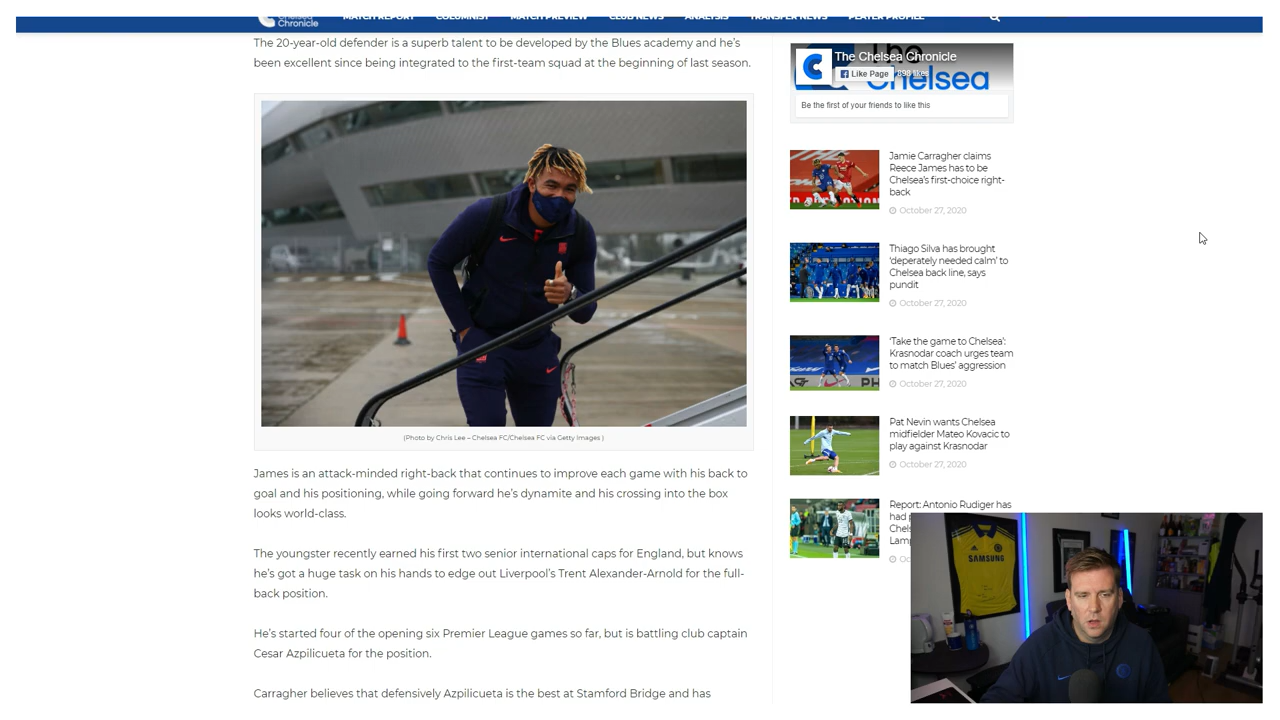 Chelsea
Chronicle
MATCH REPORT
COLUMNIST
MATCH PREVIEW
CLUB NEWS
ANALYSIS
TRANSFER NEWS
PLAYER PROFILE
The 20-year-old defender is a superb talent to be developed by the Blues academy and he's
been excellent since being integrated to the first-team squad at the beginning of last season.
(Photo by Chris Lee – Chelsea FC/Chelsea FC via Getty Images )
James is an attack-minded right-back that continues to improve each game with his back to
goal and his positioning, while going forward he's dynamite and his crossing into the box
looks world-class.
The youngster recently earned his first two senior international caps for England, but knows
he's got a huge task on his hands to edge out Liverpool's Trent Alexander-Arnold for the full-
back position.
He's started four of the opening six Premier League games so far, but is battling club captain
Cesar Azpilicueta for the position.
Carragher believes that defensively Azpilicueta is the best at Stamford Bridge and has
The
Chelsea
The Chelsea Chronicle
Like Page
898 likes
Be the first of your friends to like this
Jamie Carragher claims
Reece James has to be
Chelsea's first-choice right-
back
October 27, 2020
Thiago Silva has brought
'deperately needed calm' to
Chelsea back line, says
pundit
October 27, 2020
'Take the game to Chelsea':
Krasnodar coach urges team
to match Blues' aggression
October 27, 2020
Pat Nevin wants Chelsea
midfielder Mateo Kovacic to
play against Krasnodar
October 27, 2020
Report: Antonio Rudiger has
had
Chels
Lam
Oc
SAMSUNG